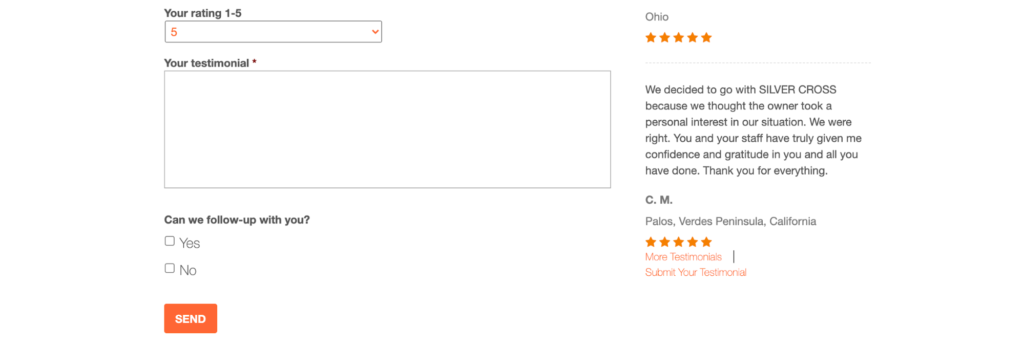 Your rating 1-5
5
Your testimonial *
Can we follow-up with you?
Yes
No
SEND
Ohio
We decided to go with SILVER CROSS
because we thought the owner took a
personal interest in our situation. We were
right. You and your staff have truly given me
confidence and gratitude in you and all you
have done. Thank you for everything.
C. M.
Palos, Verdes Peninsula, California
More Testimonials |
Submit Your Testimonial